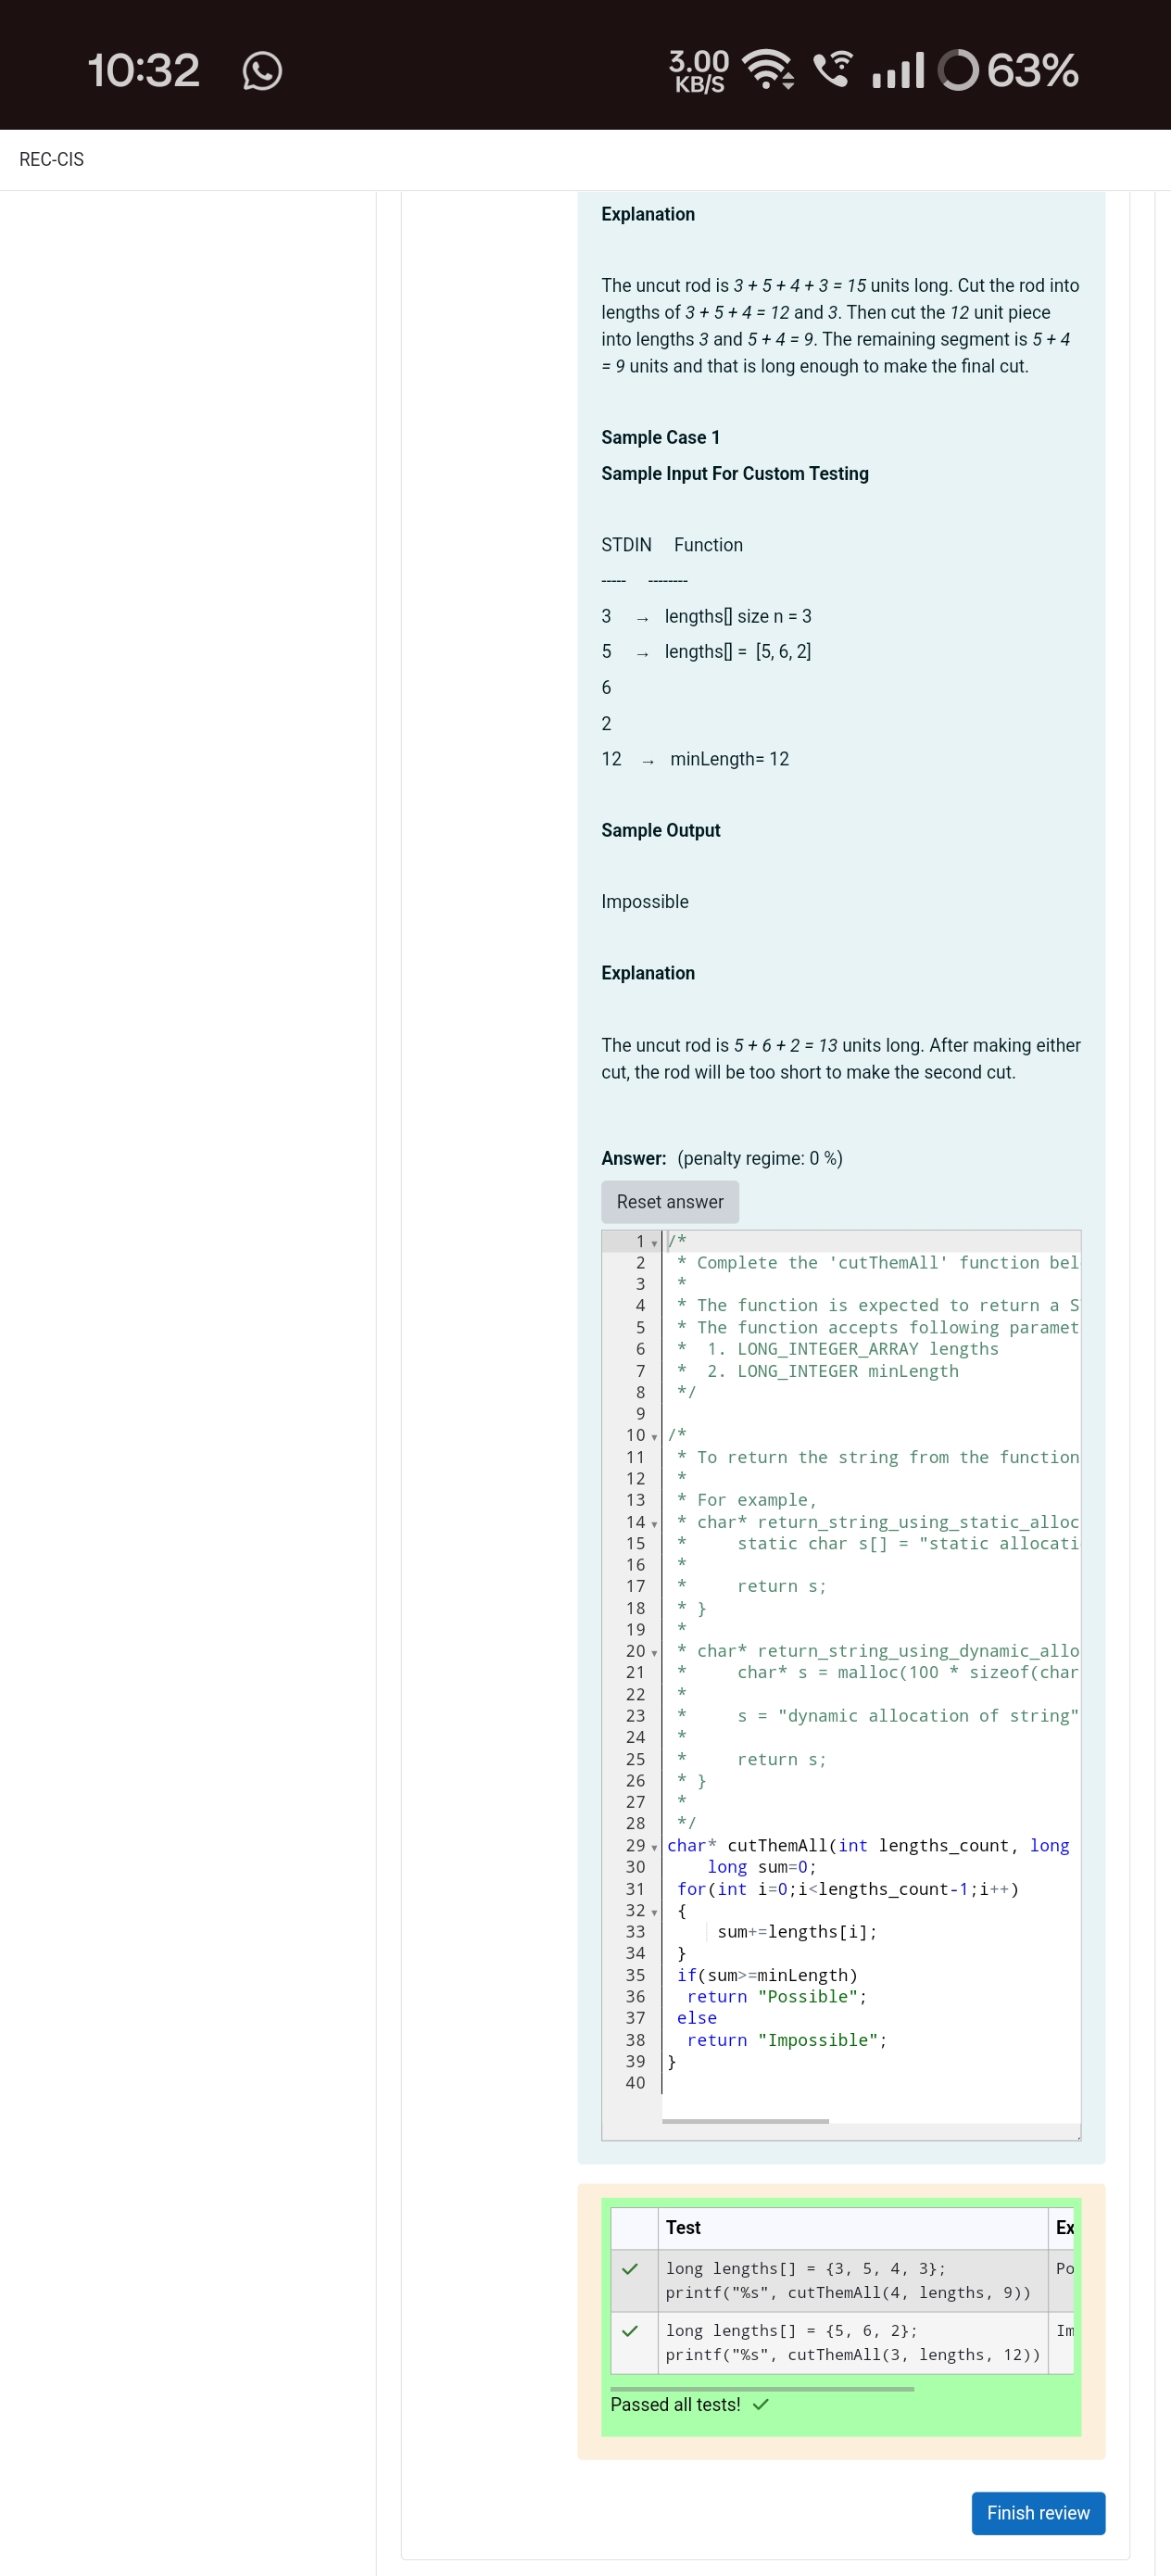 10:32
3.00 KB/S
63%
REC-CIS
Explanation
The uncut rod is 3 + 5 + 4 + 3 = 15 units long. Cut the rod into
lengths of 3 + 5 + 4 = 12 and 3. Then cut the 12 unit piece
into lengths 3 and 5 + 4 = 9. The remaining segment is 5 + 4
= 9 units and that is long enough to make the final cut.
Sample Case 1
Sample Input For Custom Testing
STDIN Function
----- --------
3 → lengths[] size n = 3
5 → lengths[] = [5, 6, 2]
6
2
12 → minLength= 12
Sample Output
Impossible
Explanation
The uncut rod is 5 + 6 + 2 = 13 units long. After making either
cut, the rod will be too short to make the second cut.
Answer: (penalty regime: 0 %)
Reset answer
1 /*
2 * Complete the 'cutThemAll' function bel
3 *
4 * The function is expected to return a S
5 * The function accepts following paramet
6 * 1. LONG_INTEGER_ARRAY lengths
7 * 2. LONG_INTEGER minLength
8 */
9
10 /*
11 * To return the string from the function
12 *
13 * For example,
14 * char* return_string_using_static_alloc
15 * static char s[] = "static allocati
16 *
17 * return s;
18 * }
19 *
20 * char* return_string_using_dynamic_allo
21 * char* s = malloc(100 * sizeof(char
22 *
23 * s = "dynamic allocation of string"
24 *
25 * return s;
26 * }
27 *
28 */
29 char* cutThemAll(int lengths_count, long
30 long sum=0;
31 for(int i=0;i<lengths_count-1;i++)
32 {
33 sum+=lengths[i];
34 }
35 if(sum>=minLength)
36 return "Possible";
37 else
38 return "Impossible";
39 }
40
Test Ex
long lengths[] = {3, 5, 4, 3}; Po
printf("%s", cutThemAll(4, lengths, 9))
long lengths[] = {5, 6, 2}; Im
printf("%s", cutThemAll(3, lengths, 12))
Passed all tests!
Finish review